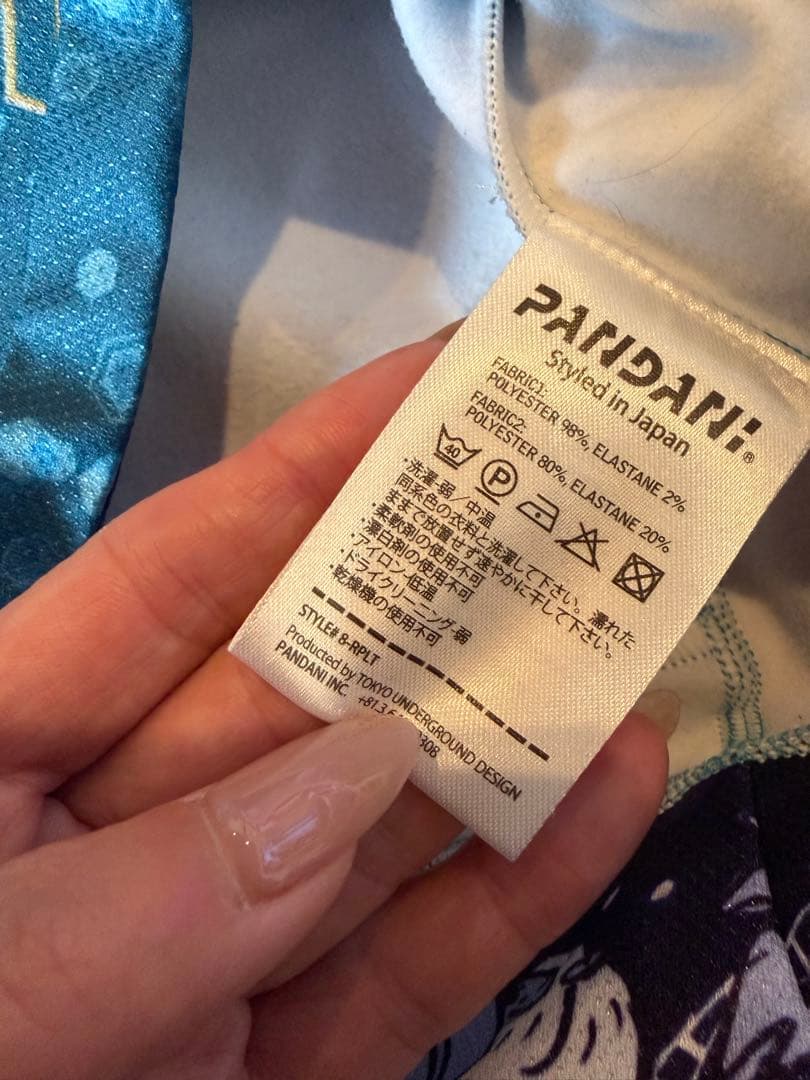 PANDANI®
Styled in Japan
FABRIC1:
POLYESTER 98%, ELASTANE 2%
FABRIC2:
POLYESTER 80%, ELASTANE 20%
40 P
・洗濯-弱/中温
同系色の衣料と洗濯して下さい。濡れた
ままで放置せず速やかに干して下さい。
・柔軟剤の使用不可
・漂白剤の使用不可
・アイロン低温
・ドライクリーニング-弱
・乾燥機の使用不可
STYLE# 8-RPLT
Producted by TOKYO UNDERGROUND DESIGN
PANDANI INC.